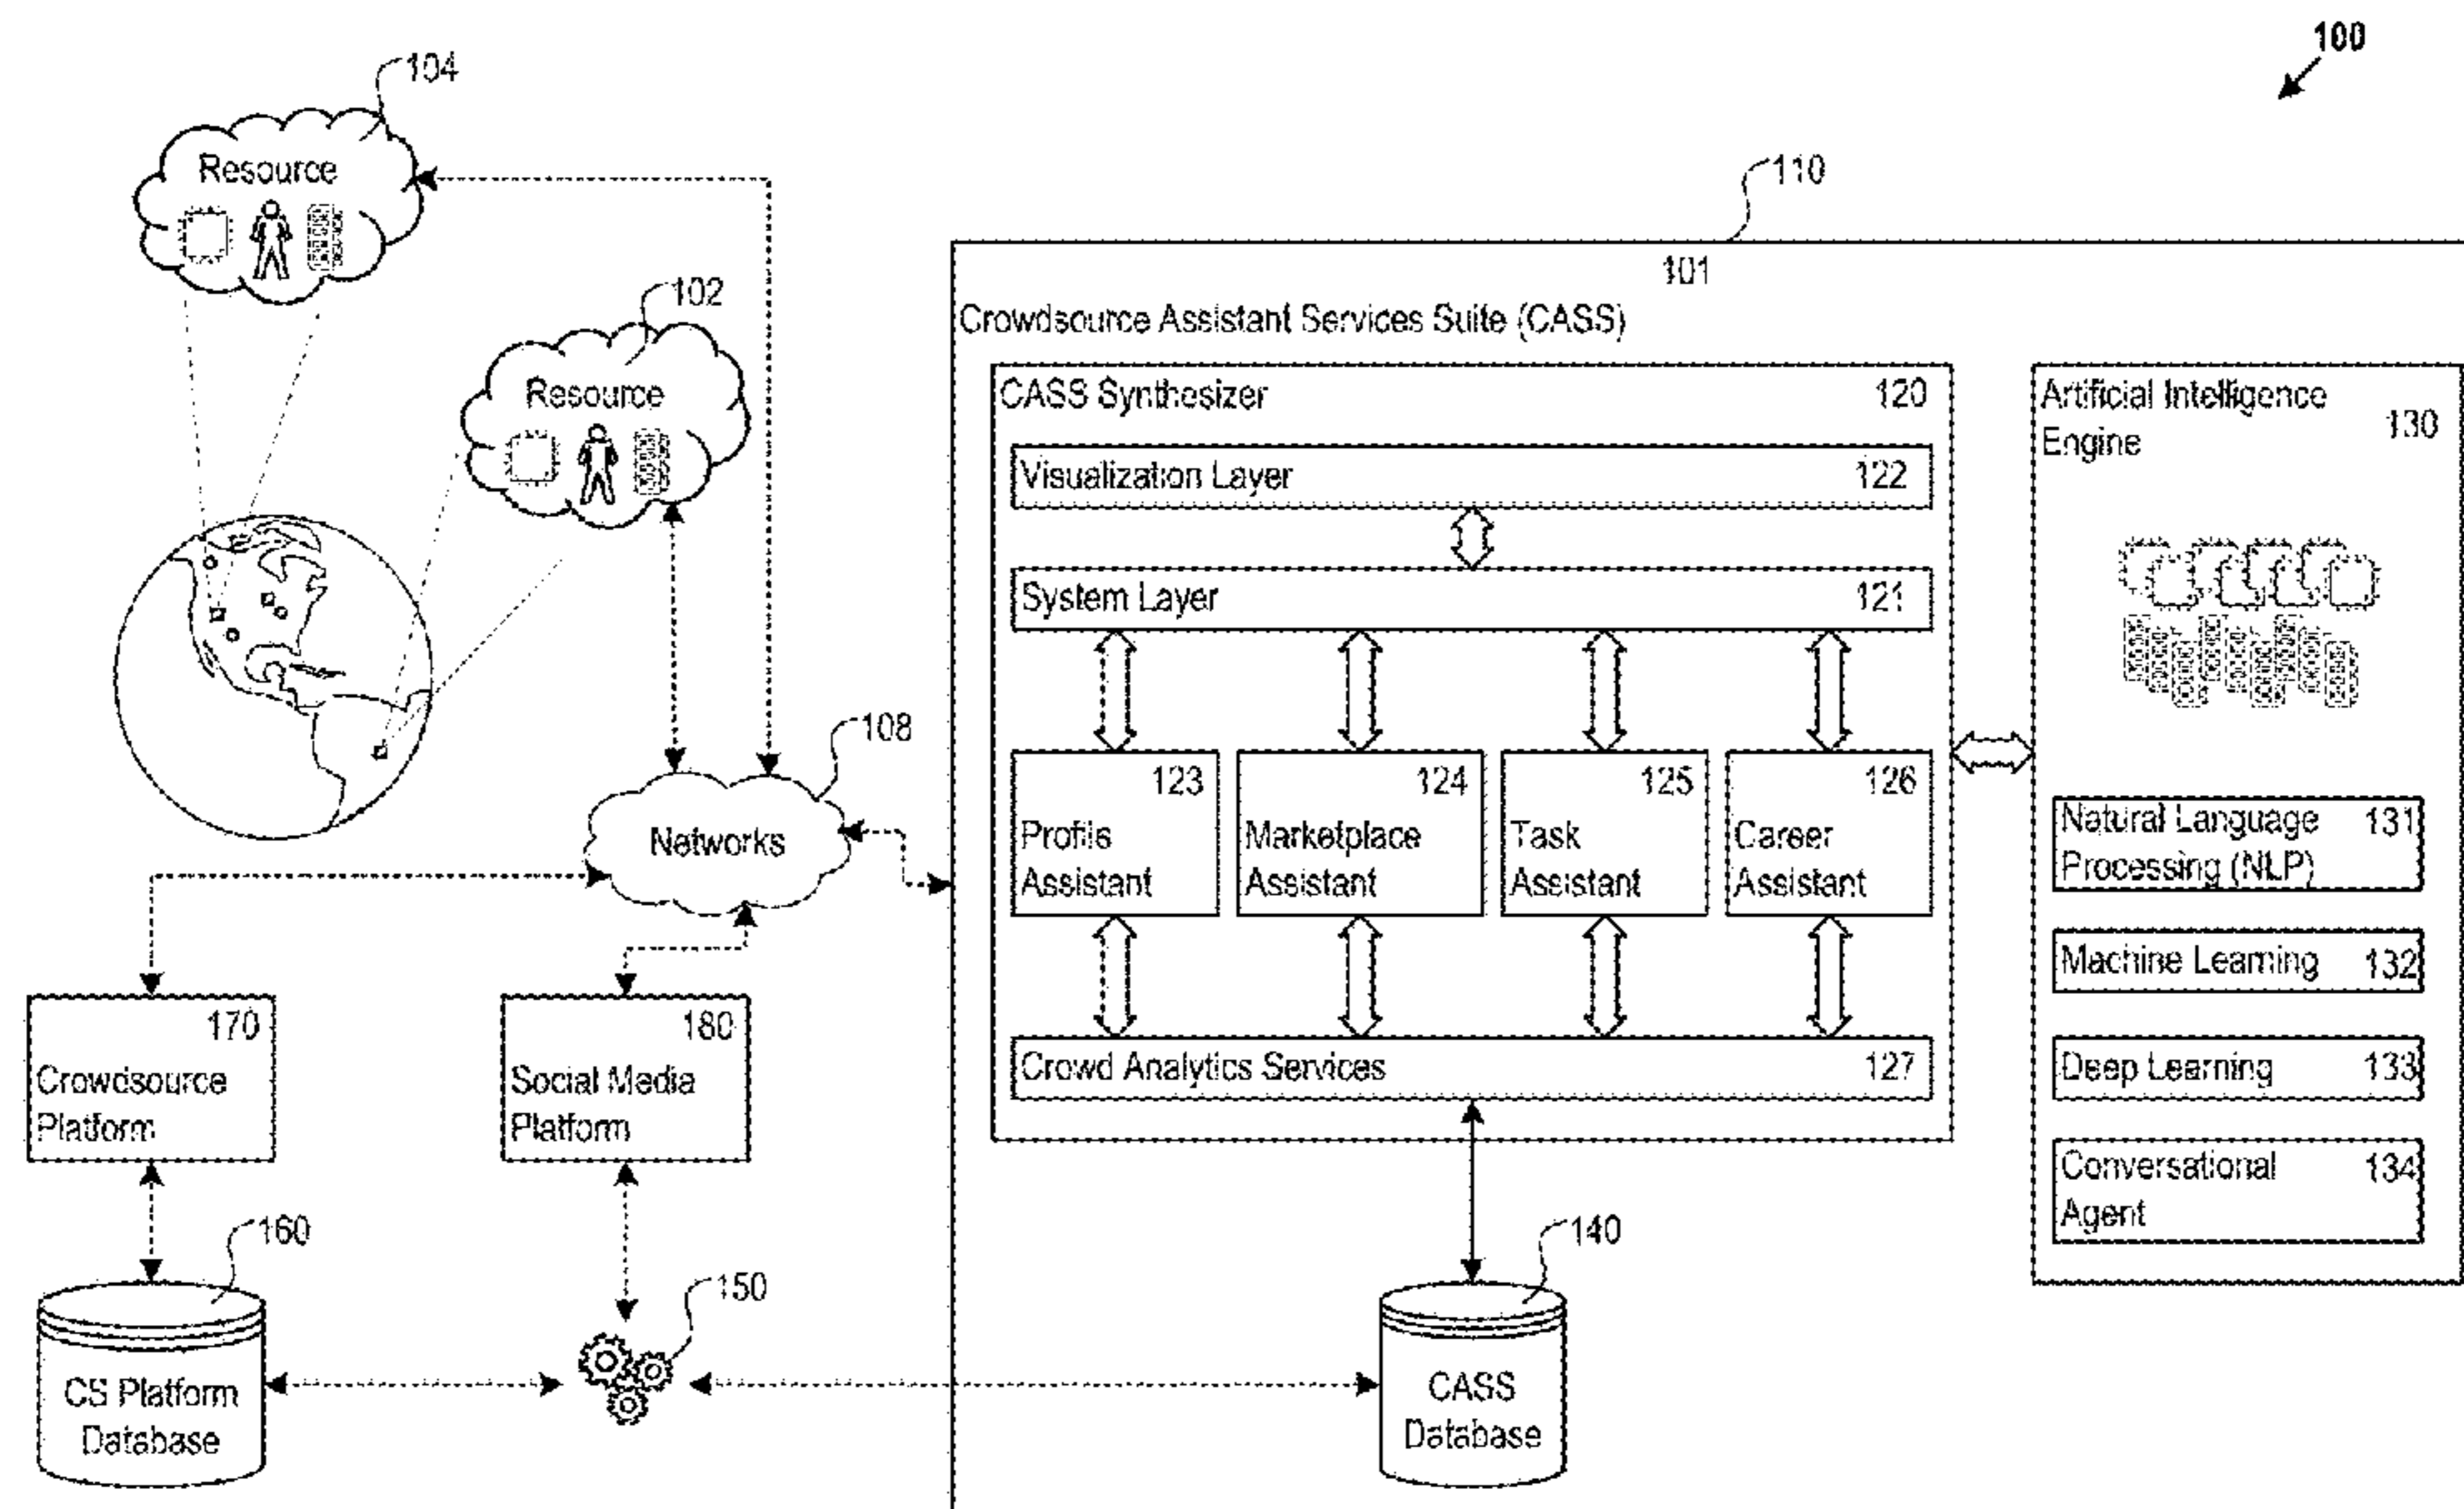 100
104
Resource
110
102
101
Crowdsource Assistant Services Suite (CASS)
Resource
CASS Synthesizer 120
Artificial Intelligence
Engine 130
Visualization Layer 122
System Layer 121
108
Networks
123
Profile
Assistant
124
Marketplace
Assistant
125
Task
Assistant
126
Career
Assistant
Natural Language 131
Processing (NLP)
Machine Learning 132
170
Crowdsource
Platform
180
Social Media
Platform
Crowd Analytics Services 127
Deep Learning 133
Conversational 134
Agent
160
150
140
CS Platform
Database
CASS
Database